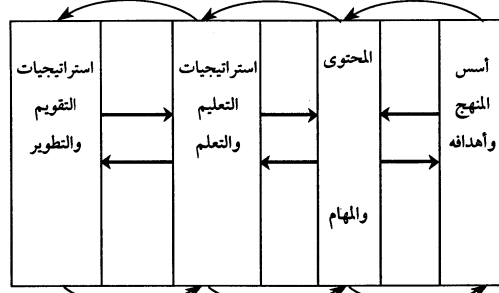 أسس
المنهج
وأهدافه
المحتوى
والمهام
استراتيجيات
التعليم
والتعلم
استراتيجيات
التقويم
والتطوير